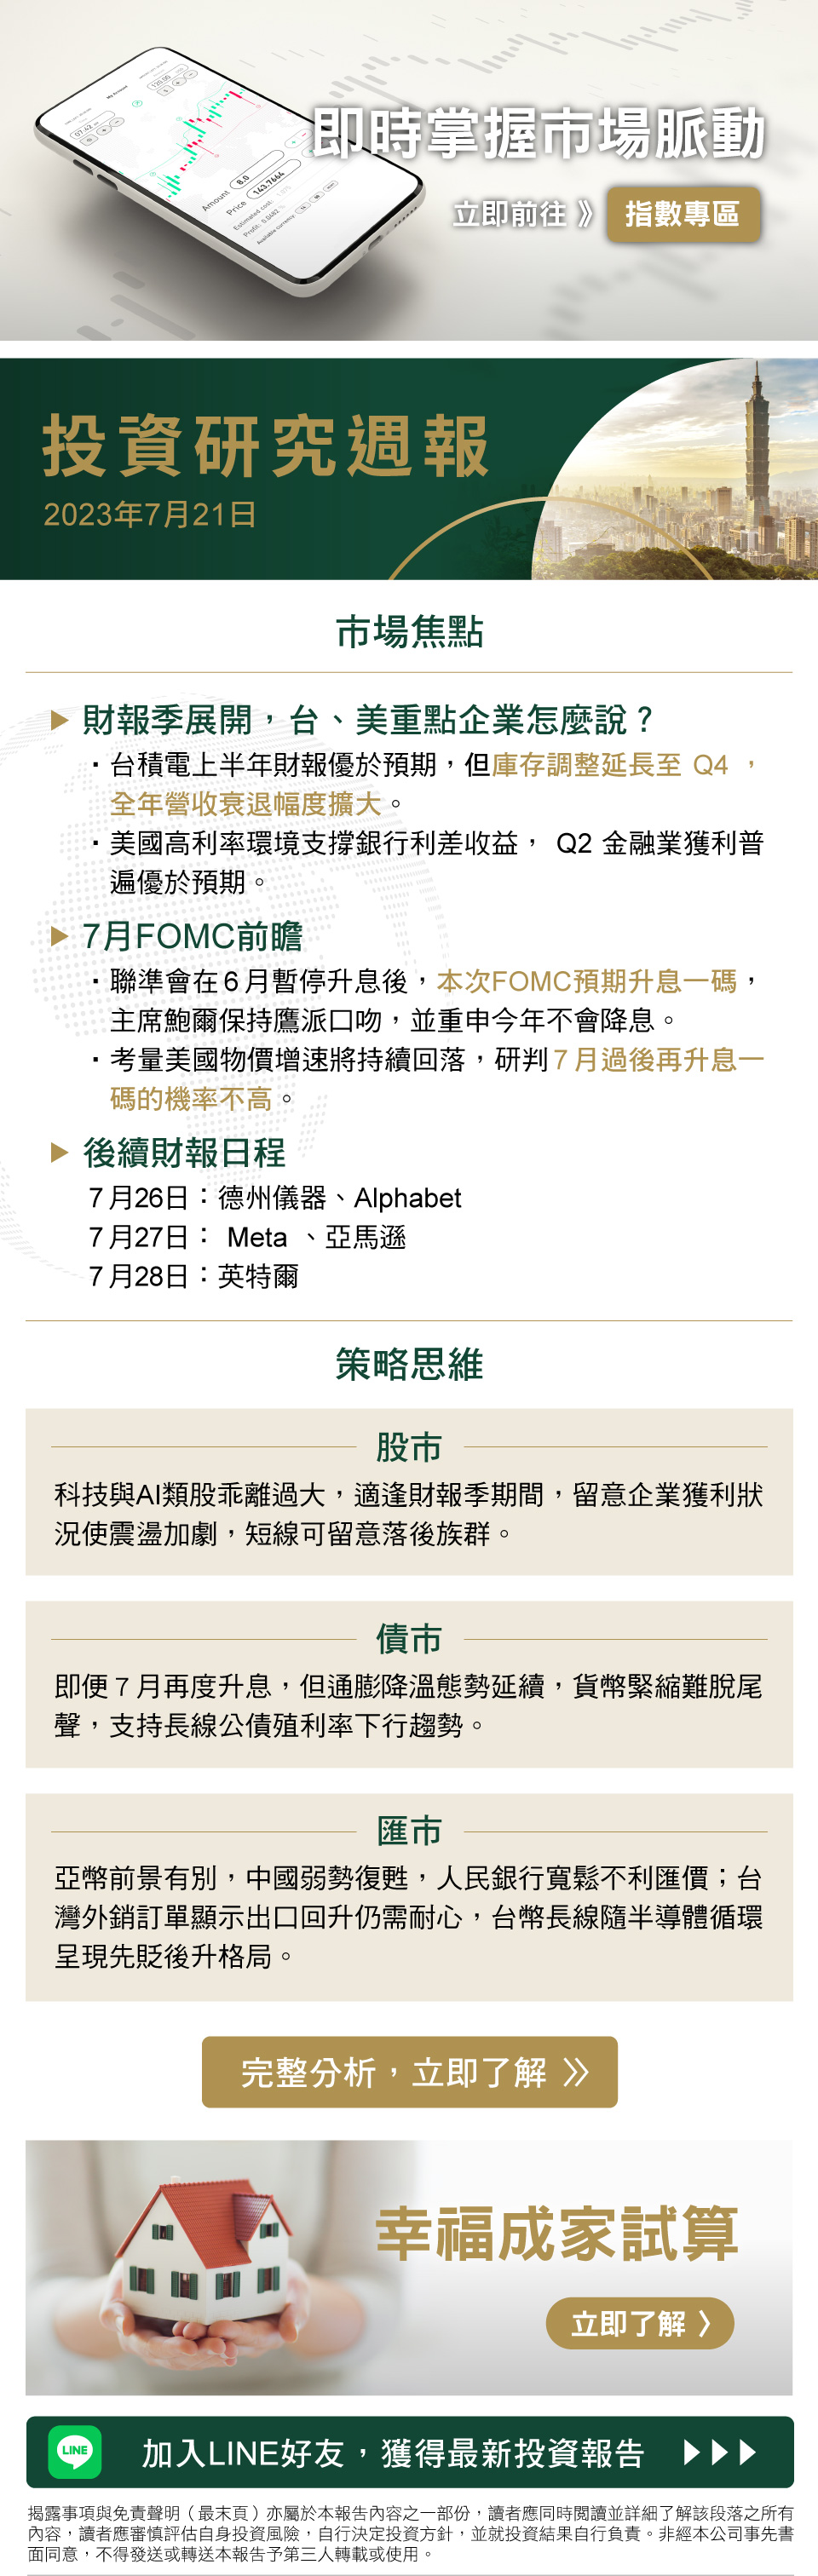 My Account
07.42
120.00
Amount 8.0
Price 143.7664
Estimated cost:
Profit:
Available currency:
即時掌握市場脈動
立即前往 》 指數專區
投資研究週報
2023年7月21日
市場焦點
▶ 財報季展開，台、美重點企業怎麼說？
・台積電上半年財報優於預期，但庫存調整延長至 Q4 ，
全年營收衰退幅度擴大。
・美國高利率環境支撐銀行利差收益， Q2 金融業獲利普
遍優於預期。
▶ 7月FOMC前瞻
・聯準會在 6 月暫停升息後，本次FOMC預期升息一碼，
主席鮑爾保持鷹派口吻，並重申今年不會降息。
・考量美國物價增速將持續回落，研判 7 月過後再升息一
碼的機率不高。
▶ 後續財報日程
7 月26日：德州儀器、Alphabet
7 月27日： Meta 、亞馬遜
7 月28日：英特爾
策略思維
股市
科技與AI類股乖離過大，適逢財報季期間，留意企業獲利狀
況使震盪加劇，短線可留意落後族群。
債市
即便 7 月再度升息，但通膨降溫態勢延續，貨幣緊縮難脫尾
聲，支持長線公債殖利率下行趨勢。
匯市
亞幣前景有別，中國弱勢復甦，人民銀行寬鬆不利匯價；台
灣外銷訂單顯示出口回升仍需耐心，台幣長線隨半導體循環
呈現先貶後升格局。
完整分析，立即了解 》
幸福成家試算
立即了解 〉
LINE 加入LINE好友，獲得最新投資報告 ▶▶▶
揭露事項與免責聲明（最末頁）亦屬於本報告內容之一部份，讀者應同時閱讀並詳細了解該段落之所有
內容，讀者應審慎評估自身投資風險，自行決定投資方針，並就投資結果自行負責。非經本公司事先書
面同意，不得發送或轉送本報告予第三人轉載或使用。